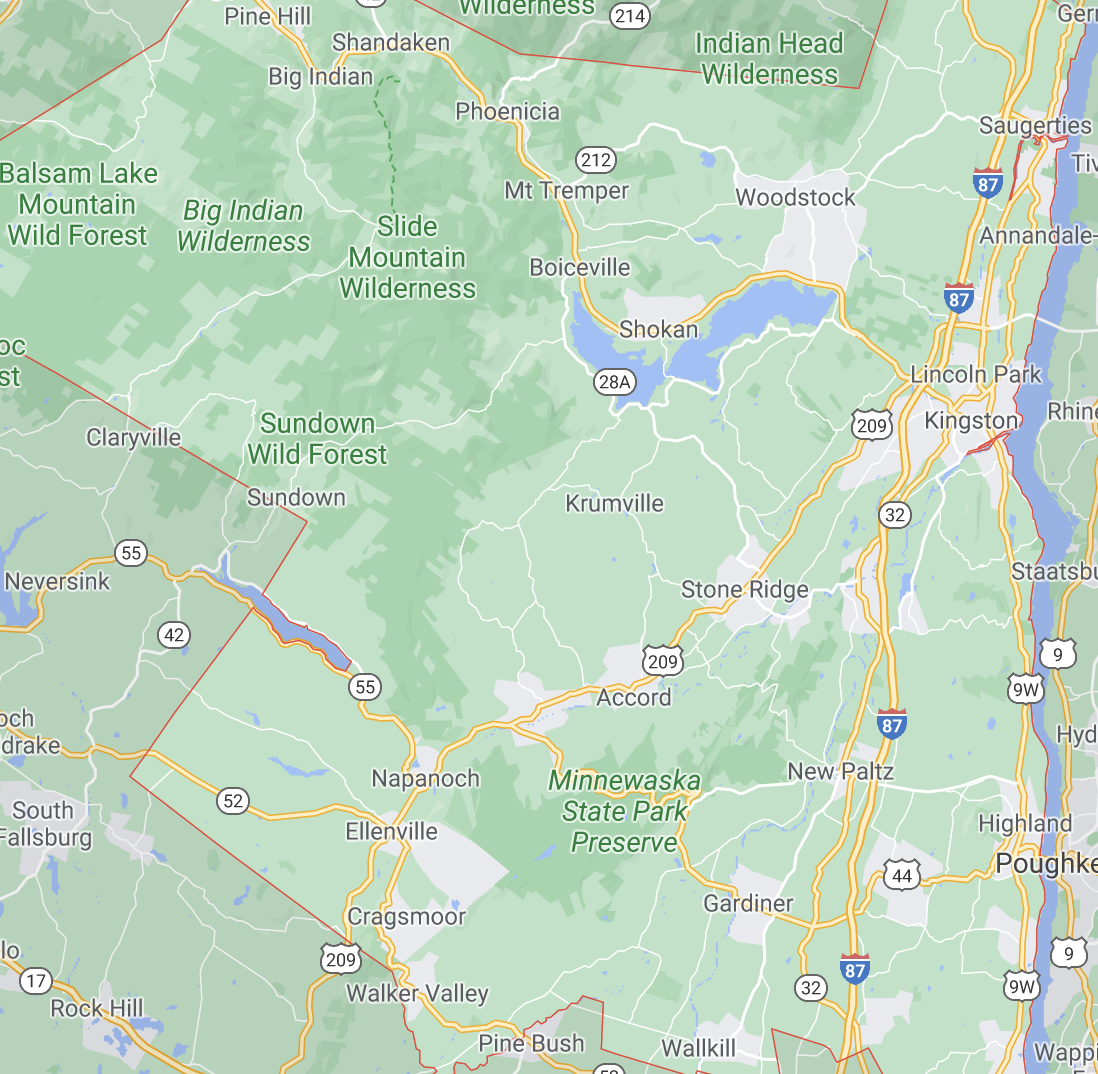 Wilderness
Pine Hill
214
Gern
Shandaken
Indian Head
Wilderness
Big Indian
Phoenicia
Saugerties
212
Tiv
Balsam Lake
Mountain
Wild Forest
Mt Tremper
87
Woodstock
Big Indian
Wilderness
Slide
Mountain
Wilderness
Annandale-
Boiceville
87
Shokan
oc
st
28A
Lincoln Park
Rhine
Kingston
209
Claryville
Sundown
Wild Forest
Sundown
Krumville
32
55
Neversink
Staatsbu
Stone Ridge
42
209
9
55
9W
Accord
och
drake
87
Hyd
Napanoch
New Paltz
Minnewaska
State Park
Preserve
52
South
Fallsburg
Ellenville
Highland
Poughke
44
Gardiner
Cragsmoor
lo
209
9
87
17
32
9W
Walker Valley
Rock Hill
Pine Bush
Wallkill
Wappi